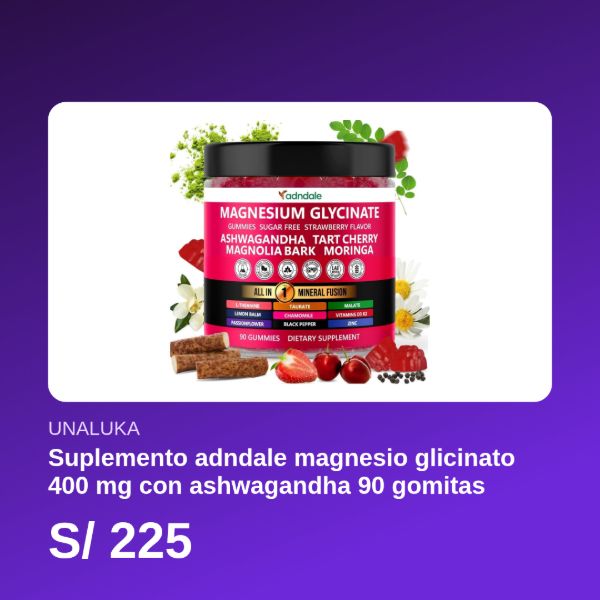 adndale
MAGNESIUM GLYCINATE
GUMMIES SUGAR FREE STRAWBERRY FLAVOR
ASHWAGANDHA TART CHERRY
MAGNOLIA BARK MORINGA
GMP
ALL IN 1 MINERAL FUSION
L-THEANINE TAURATE MALATE
LEMON BALM CHAMOMILE VITAMINS D3 K2
PASSIONFLOWER BLACK PEPPER ZINC
90 GUMMIES DIETARY SUPPLEMENT
UNALUKA
Suplemento adndale magnesio glicinato
400 mg con ashwagandha 90 gomitas
S/ 225